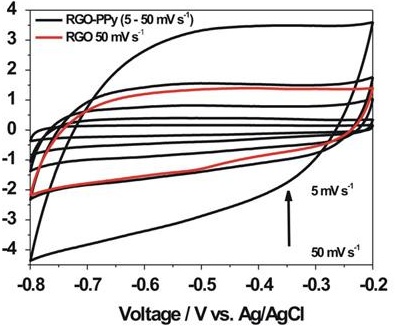 4
3
2
1
0
-1
-2
-3
-4
RGO-PPy (5 - 50 mV s-1)
RGO 50 mV s-1
5 mV s-1
50 mV s-1
-0.8 -0.7 -0.6 -0.5 -0.4 -0.3 -0.2
Voltage / V vs. Ag/AgCl